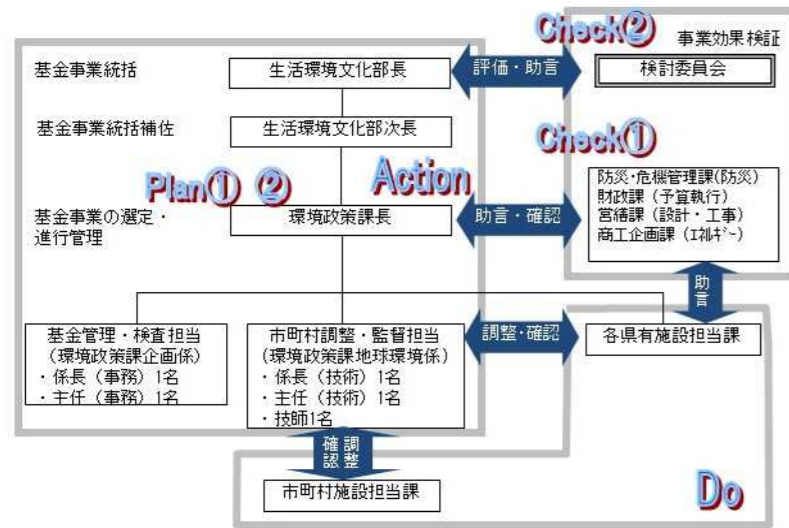 Check②
事業効果検証
基金事業統括
生活環境文化部長
評価・助言
検討委員会
基金事業統括補佐
生活環境文化部次長
Check①
Plan① ②
Action
防災・危機管理課(防災)
財政課（予算執行）
営繕課（設計・工事）
商工企画課（ｴﾈﾙｷﾞｰ）
基金事業の選定・
進行管理
環境政策課長
助言・確認
助言
基金管理・検査担当
（環境政策課企画係）
・係長（事務）1名
・主任（事務）1名
市町村調整・監督担当
（環境政策課地球環境係）
・係長（技術）1名
・主任（技術）1名
・技師1名
調整・確認
各県有施設担当課
調整
確認
市町村施設担当課
Do